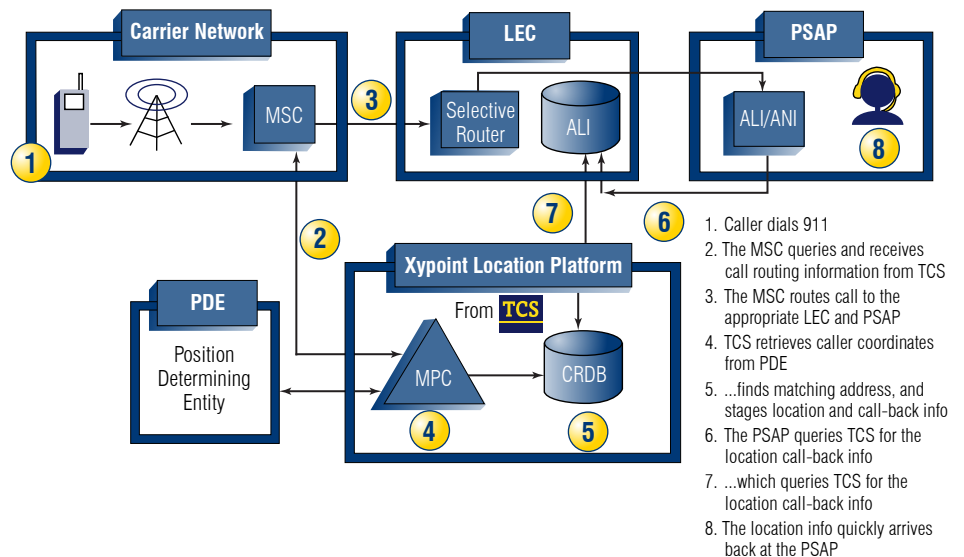 Carrier Network
LEC
PSAP
MSC
3
Selective
Router
ALI
ALI/ANI
1
8
2
7
6
Xypoint Location Platform
From TCS
PDE
Position
Determining
Entity
MPC
CRDB
4
5
1. Caller dials 911
2. The MSC queries and receives
call routing information from TCS
3. The MSC routes call to the
appropriate LEC and PSAP
4. TCS retrieves caller coordinates
from PDE
5. ...finds matching address, and
stages location and call-back info
6. The PSAP queries TCS for the
location call-back info
7. ...which queries TCS for the
location call-back info
8. The location info quickly arrives
back at the PSAP